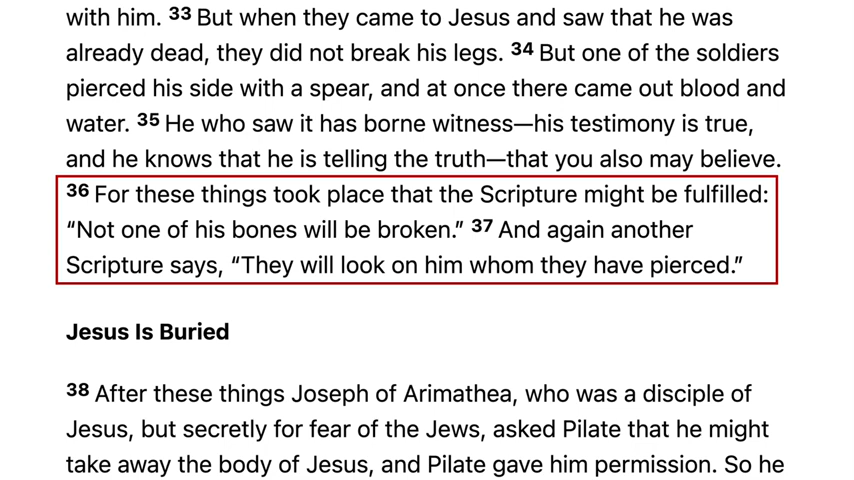 with him. 33 But when they came to Jesus and saw that he was
already dead, they did not break his legs. 34 But one of the soldiers
pierced his side with a spear, and at once there came out blood and
water. 35 He who saw it has borne witness—his testimony is true,
and he knows that he is telling the truth—that you also may believe.
36 For these things took place that the Scripture might be fulfilled:
“Not one of his bones will be broken.” 37 And again another
Scripture says, “They will look on him whom they have pierced.”
Jesus Is Buried
38 After these things Joseph of Arimathea, who was a disciple of
Jesus, but secretly for fear of the Jews, asked Pilate that he might
take away the body of Jesus, and Pilate gave him permission. So he